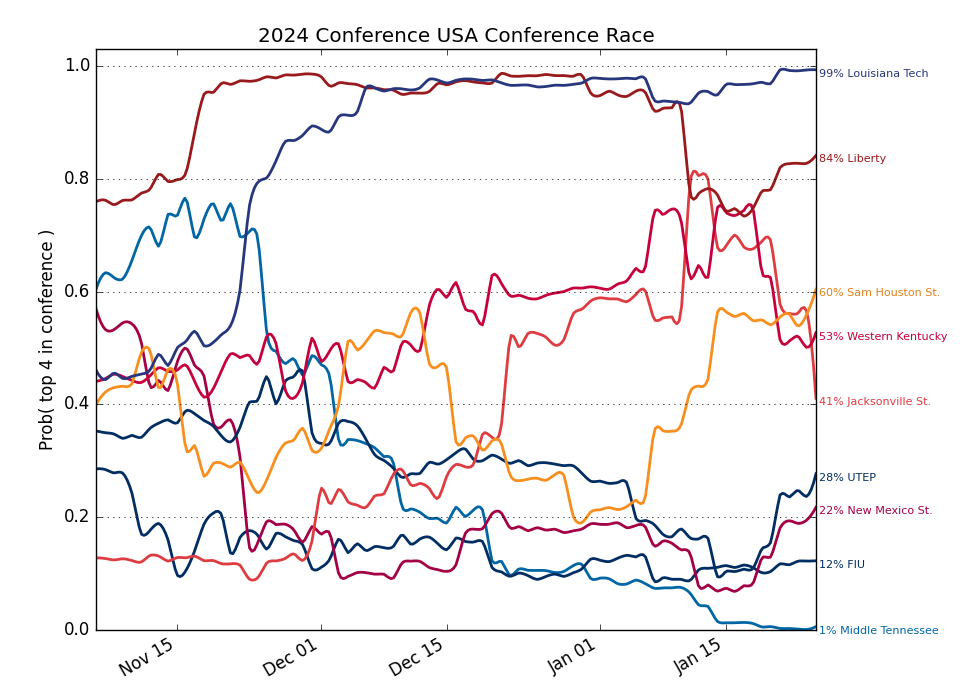 2024 Conference USA Conference Race
Prob( top 4 in conference )
1.0
0.8
0.6
0.4
0.2
0.0
Nov 15
Dec 01
Dec 15
Jan 01
Jan 15
99% Louisiana Tech
84% Liberty
60% Sam Houston St.
53% Western Kentucky
41% Jacksonville St.
28% UTEP
22% New Mexico St.
12% FIU
1% Middle Tennessee